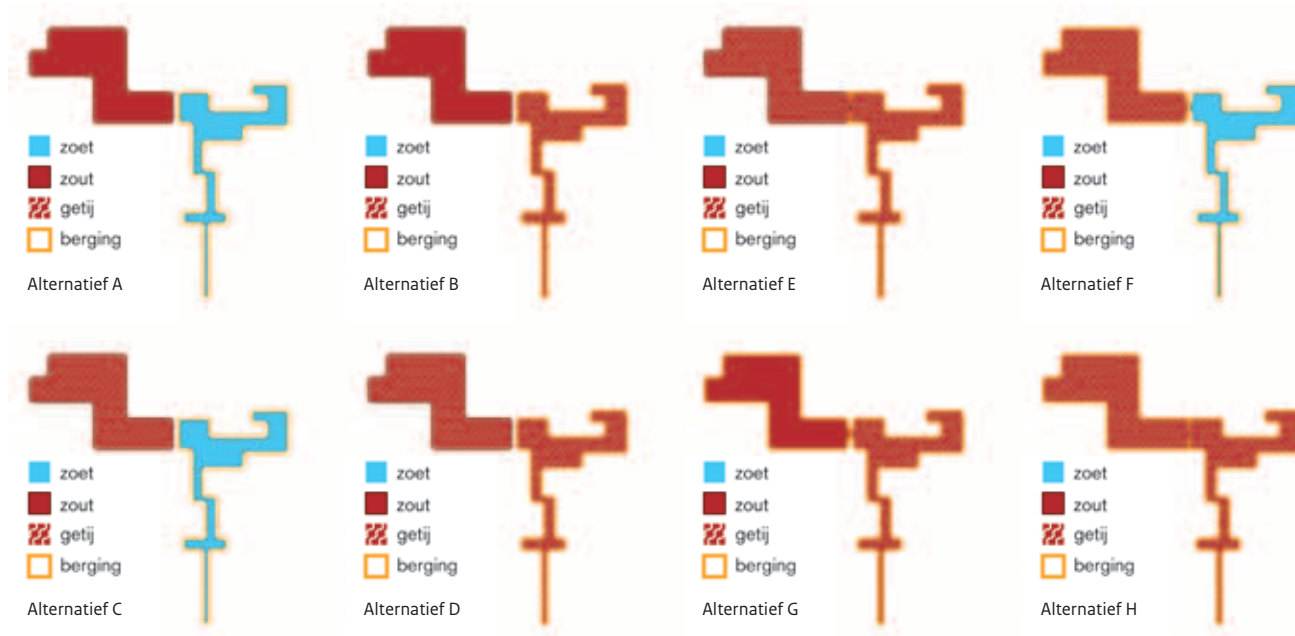 zoet
zout
getij
berging
Alternatief A
zoet
zout
getij
berging
Alternatief B
zoet
zout
getij
berging
Alternatief E
zoet
zout
getij
berging
Alternatief F
zoet
zout
getij
berging
Alternatief C
zoet
zout
getij
berging
Alternatief D
zoet
zout
getij
berging
Alternatief G
zoet
zout
getij
berging
Alternatief H